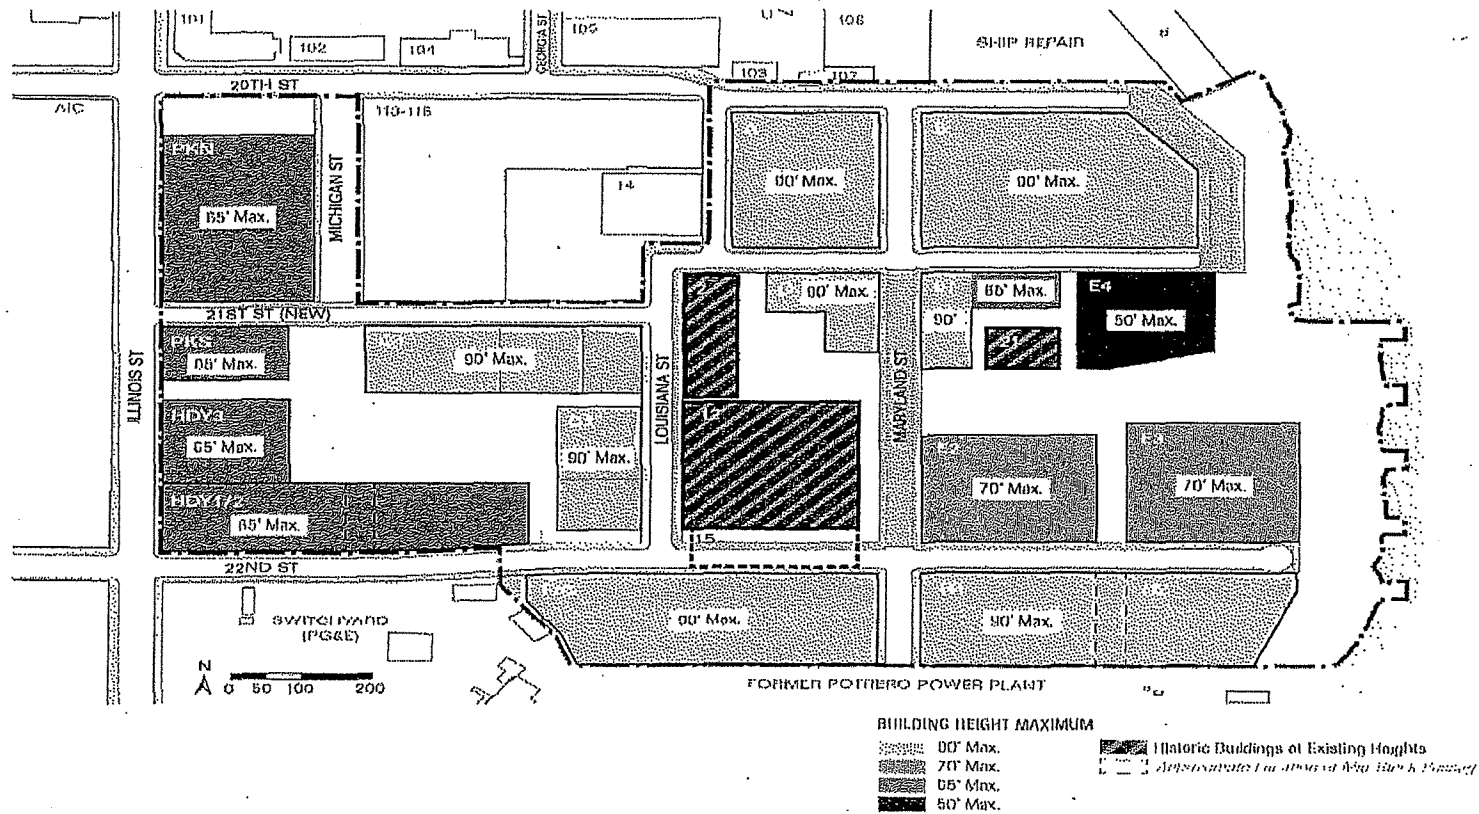 101
102
104
GEORGIA ST
105
106
SHIP REPAIR
8
103
107
20TH ST
AIC
113-116
PKN
65' Max.
MICHIGAN ST
14
90' Max.
90' Max.
21ST ST (NEW)
PKS
65' Max.
90' Max.
90' Max.
90'
65' Max.
E4
50' Max.
ILLINOIS ST
LOUISIANA ST
MARYLAND ST
HDY3
65' Max.
90' Max.
E2
70' Max.
E3
70' Max.
HDY1/2
65' Max.
15
22ND ST
SWITCHYARD
(PG&E)
90' Max.
90' Max.
N
0 50 100 200
FORMER POTRERO POWER PLANT
BUILDING HEIGHT MAXIMUM
90' Max.
70' Max.
65' Max.
50' Max.
Historic Buildings at Existing Heights